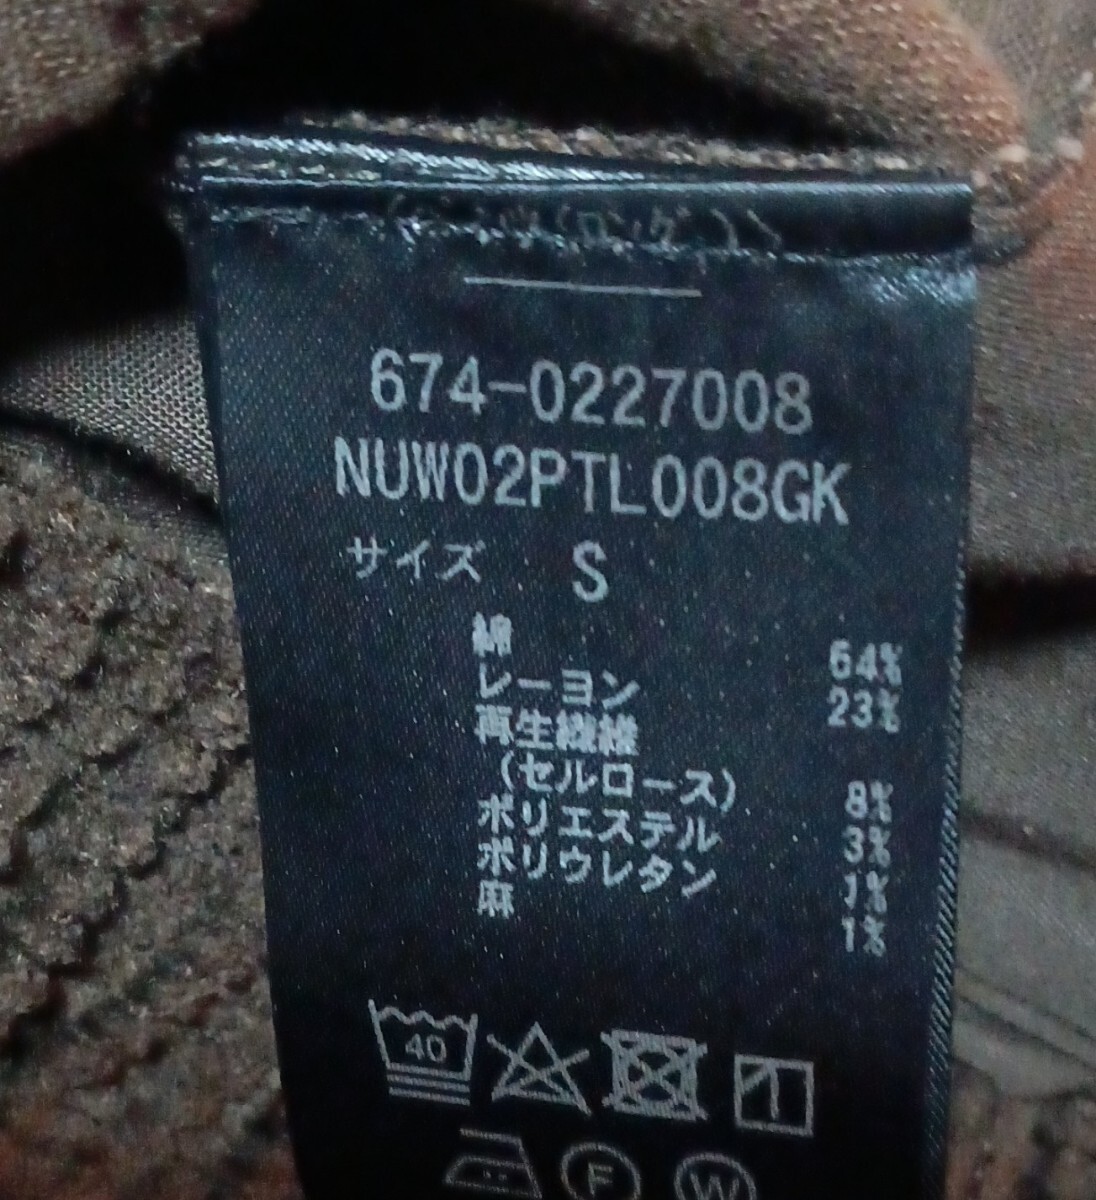 674-0227008
NUW02PTL008GK
サイズ S
綿 64%
レーヨン 23%
再生繊維
(セルロース) 8%
ポリエステル 3%
ポリウレタン 1%
麻 1%
40
F W